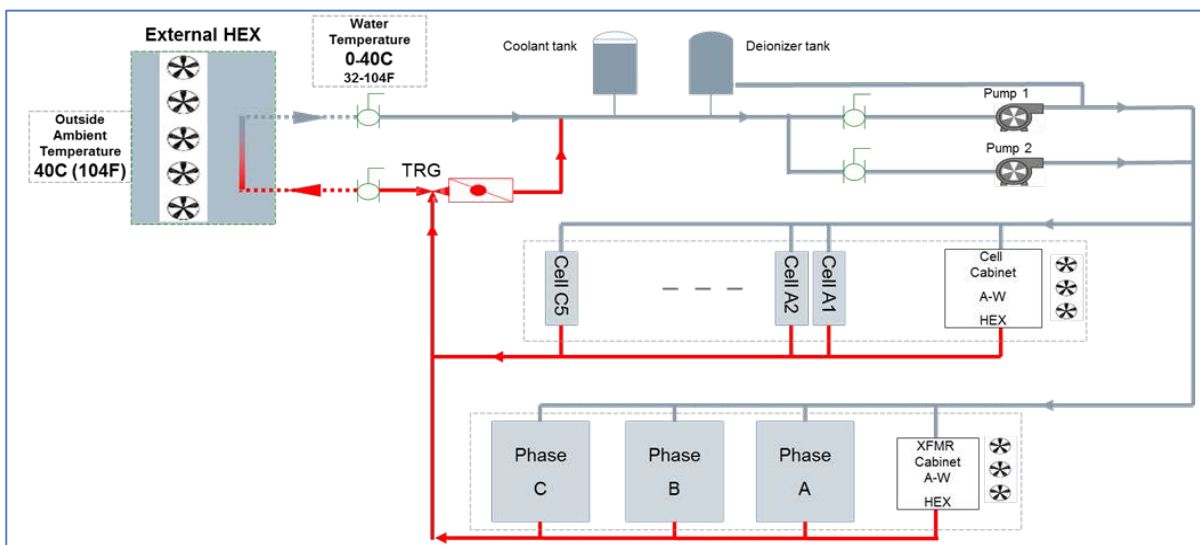 External HEX
Water
Temperature
0-40C
32-104F
Coolant tank
Deionizer tank
Outside
Ambient
Temperature
40C (104F)
TRG
Pump 1
Pump 2
Cell C5
Cell A2
Cell A1
Cell
Cabinet
A-W
HEX
Phase
C
Phase
B
Phase
A
XFMR
Cabinet
A-W
HEX